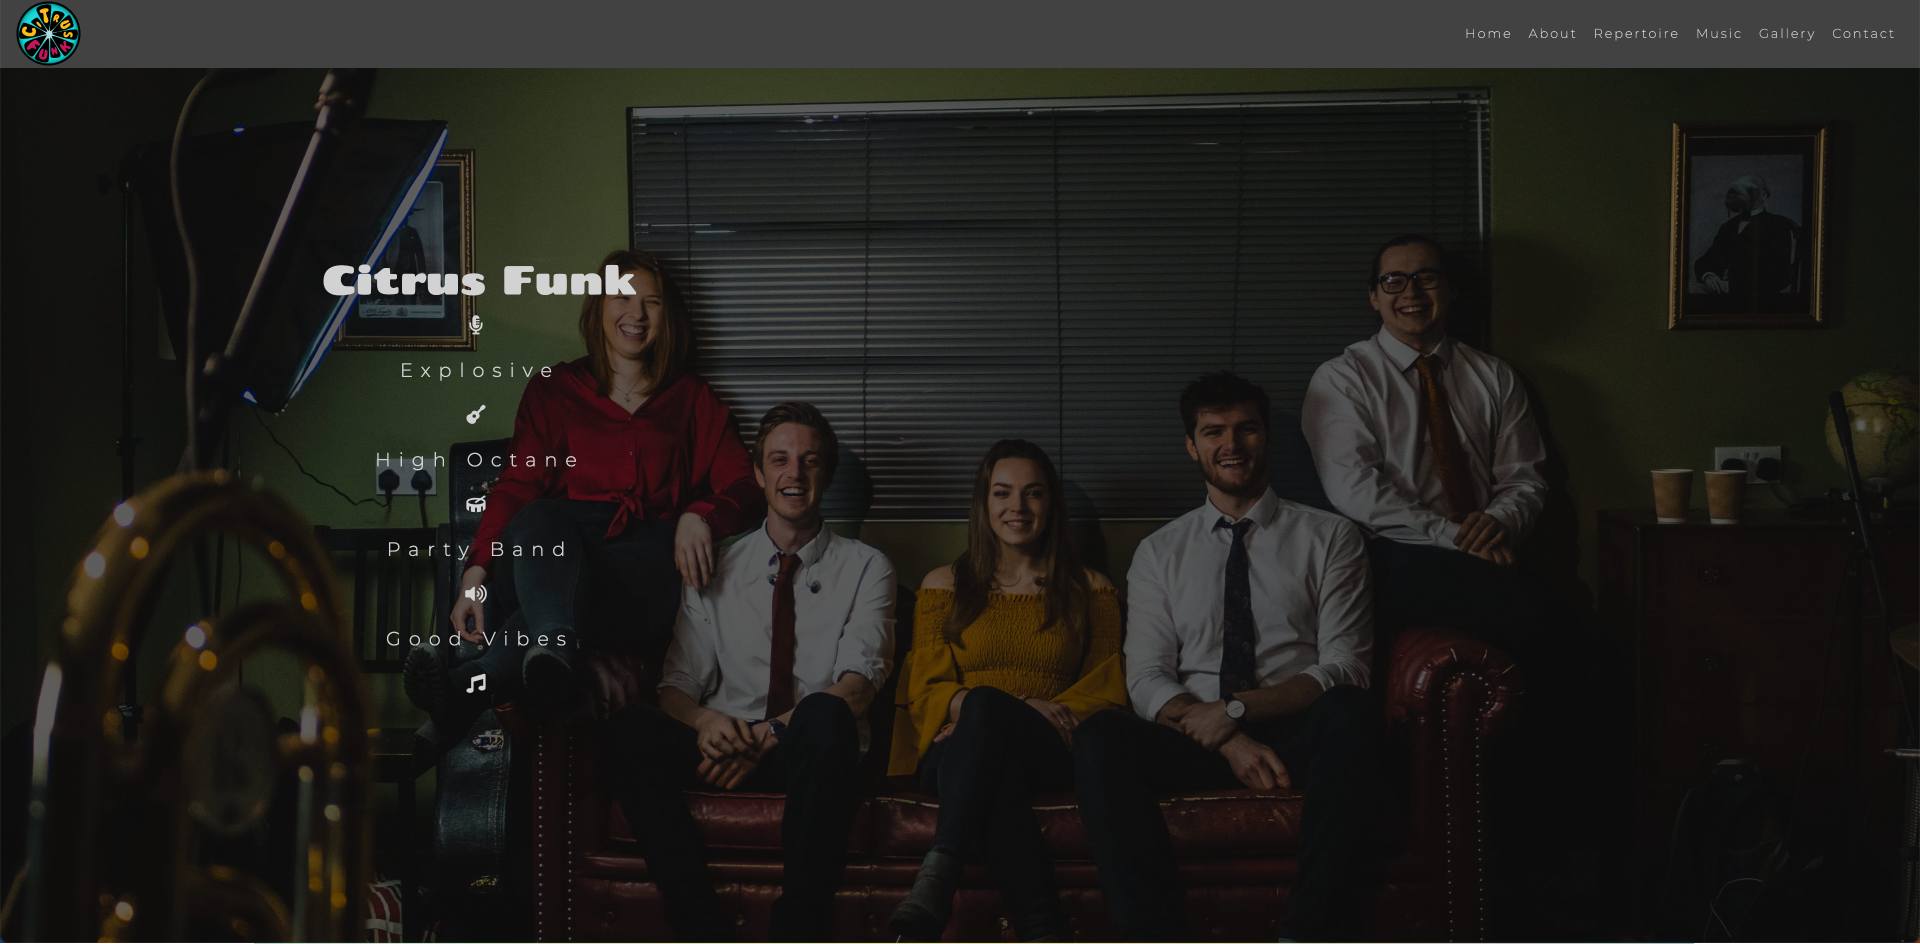 CITRUS FUNK
Home About Repertoire Music Gallery Contact
Citrus Funk
Explosive
High Octane
Party Band
Good Vibes